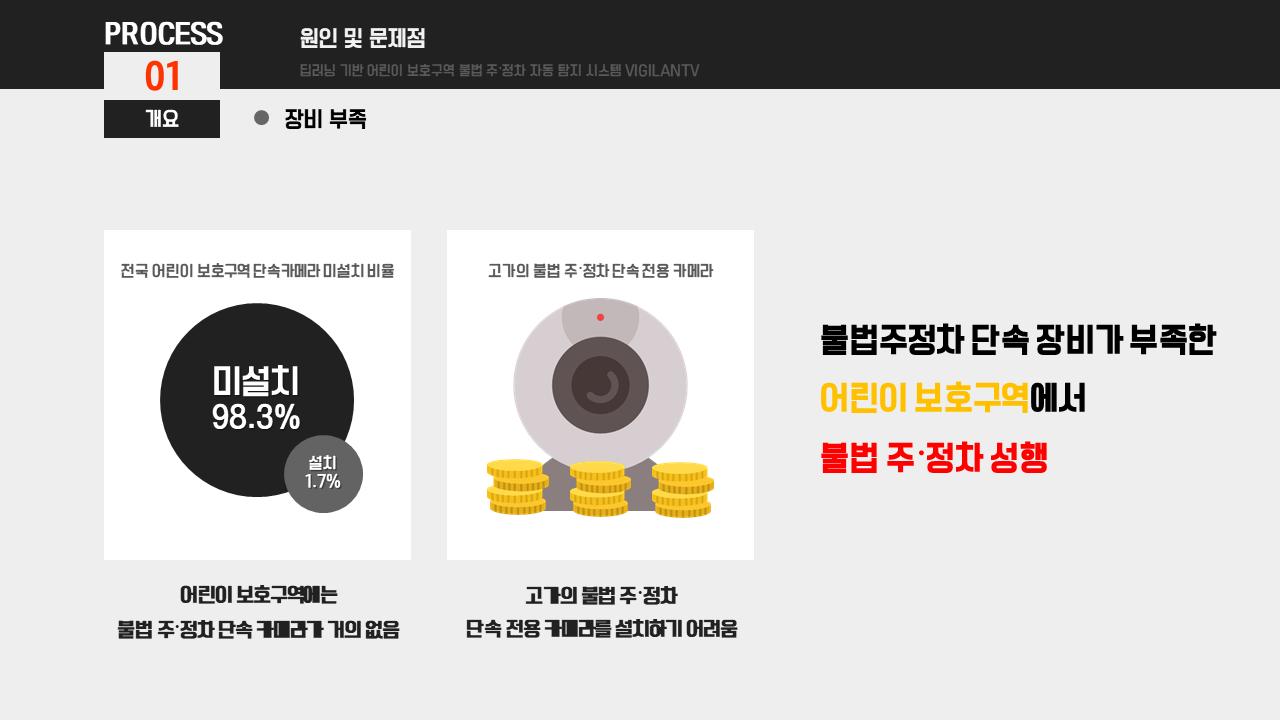 PROCESS
01
개요
원인 및 문제점
딥러닝 기반 어린이 보호구역 불법 주·정차 자동 탐지 시스템 VIGILANTV
장비 부족
전국 어린이 보호구역 단속카메라 미설치 비율
미설치
98.3%
설치
1.7%
어린이 보호구역에는
불법 주·정차 단속 카메라가 거의 없음
고가의 불법 주·정차 단속 전용 카메라
고가의 불법 주·정차
단속 전용 카메라를 설치하기 어려움
불법주정차 단속 장비가 부족한
어린이 보호구역에서
불법 주·정차 성행